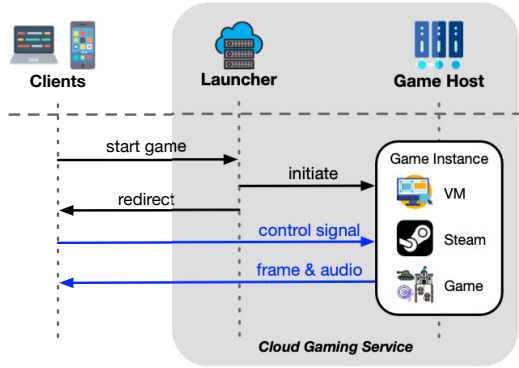 Clients
Launcher
Game Host
start game
Game Instance
initiate
VM
redirect
control signal
Steam
frame & audio
Game
Cloud Gaming Service